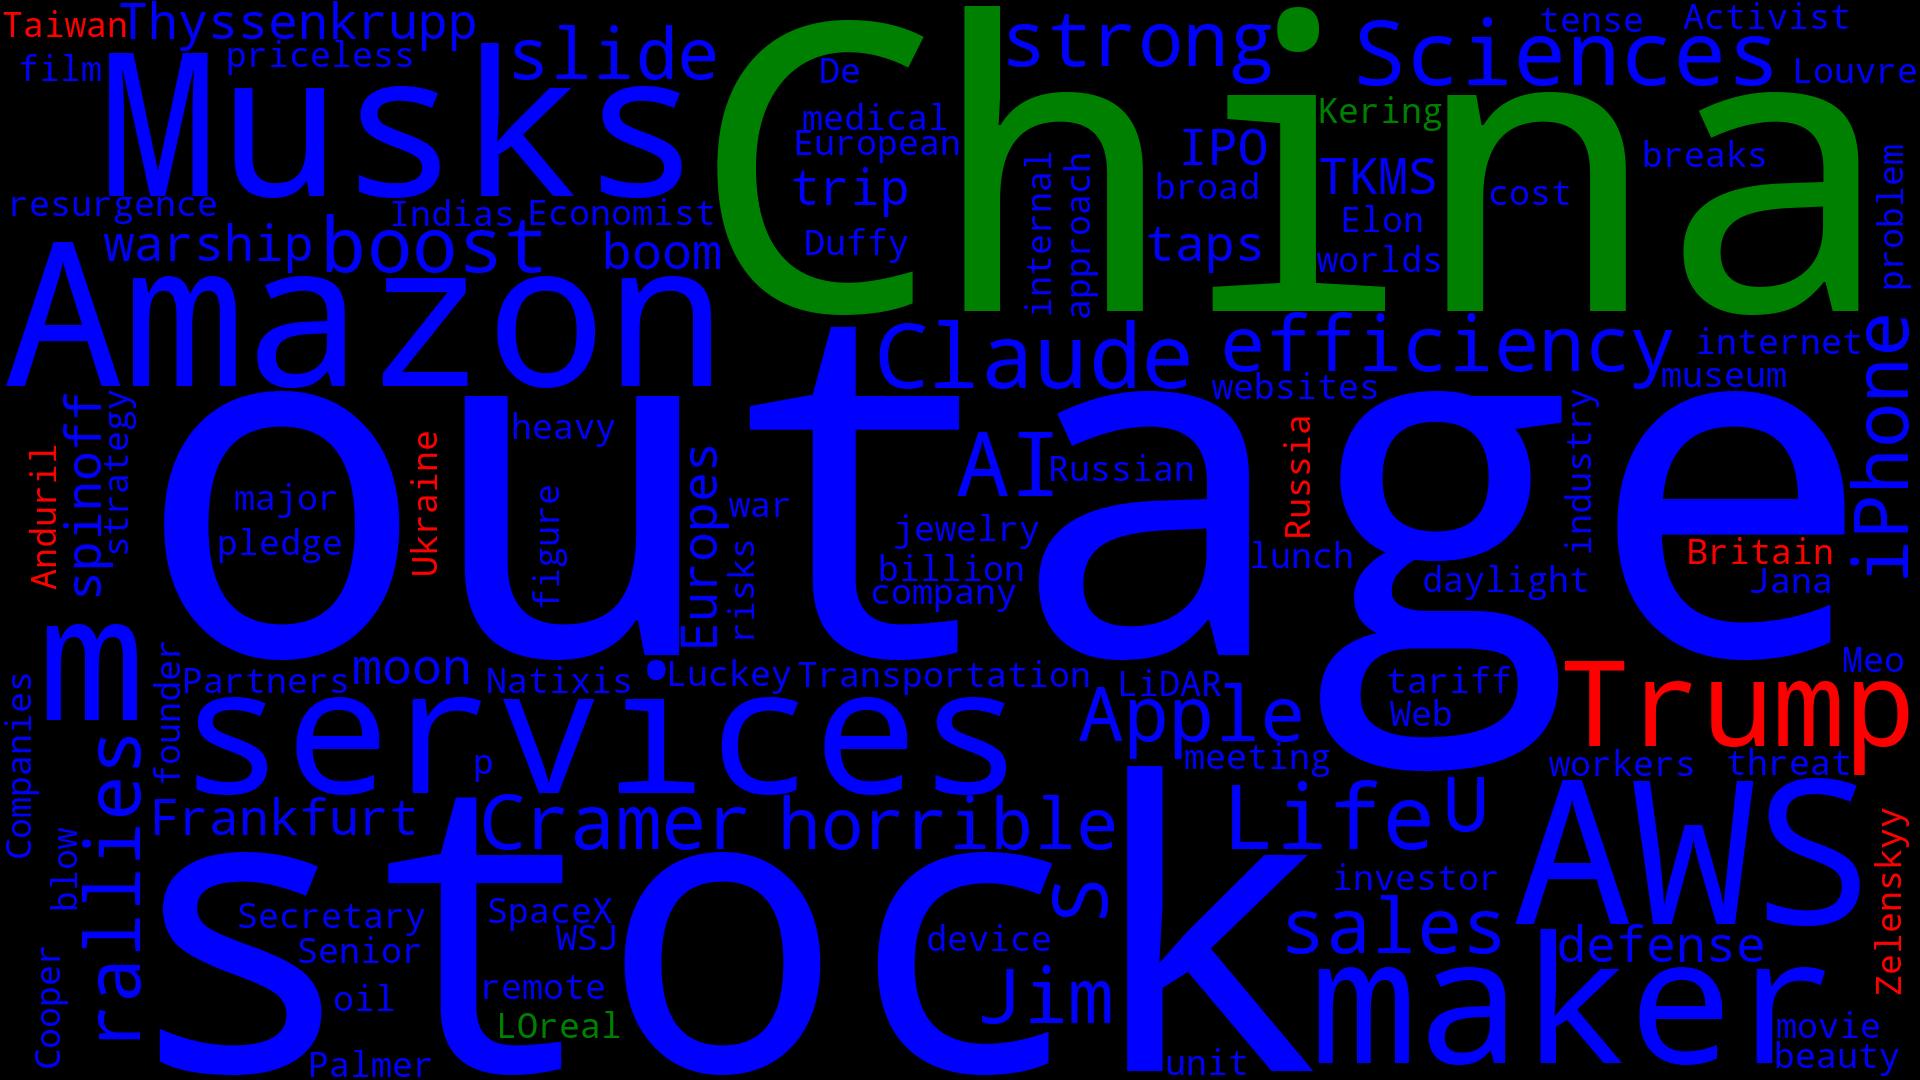 Taiwan
Thyssenkrupp
film
priceless
Musks
slide
resurgence
Indias
Economist
warship
boost
boom
Amazon
China
De
medical
European
trip
Duffy
internal
approach
strong
IPO
broad
taps
Kering
TKMS
Elon
worlds
cost
Sciences
tense
Activist
Louvre
breaks
problem
Claude
efficiency
websites
internet
museum
iPhone
outage
spinoff
strategy
Anduril
major
pledge
Ukraine
heavy
figure
Europes
risks
war
AI
Russian
jewelry
billion
company
Russia
lunch
industry
daylight
Britain
Jana
m
founder
Partners
moon
Natixis
Luckey
Transportation
LiDAR
Apple
tariff
Web
Meo
Trump
Companies
rallies
services
p
meeting
workers
threat
Frankfurt
Cramer
horrible
Life
U
AWS
blow
stock
Secretary
Senior
oil
SpaceX
WSJ
remote
LOreal
Palmer
Cooper
S
device
Jim
investor
sales
defense
maker
Zelenskyy
movie
beauty
unit